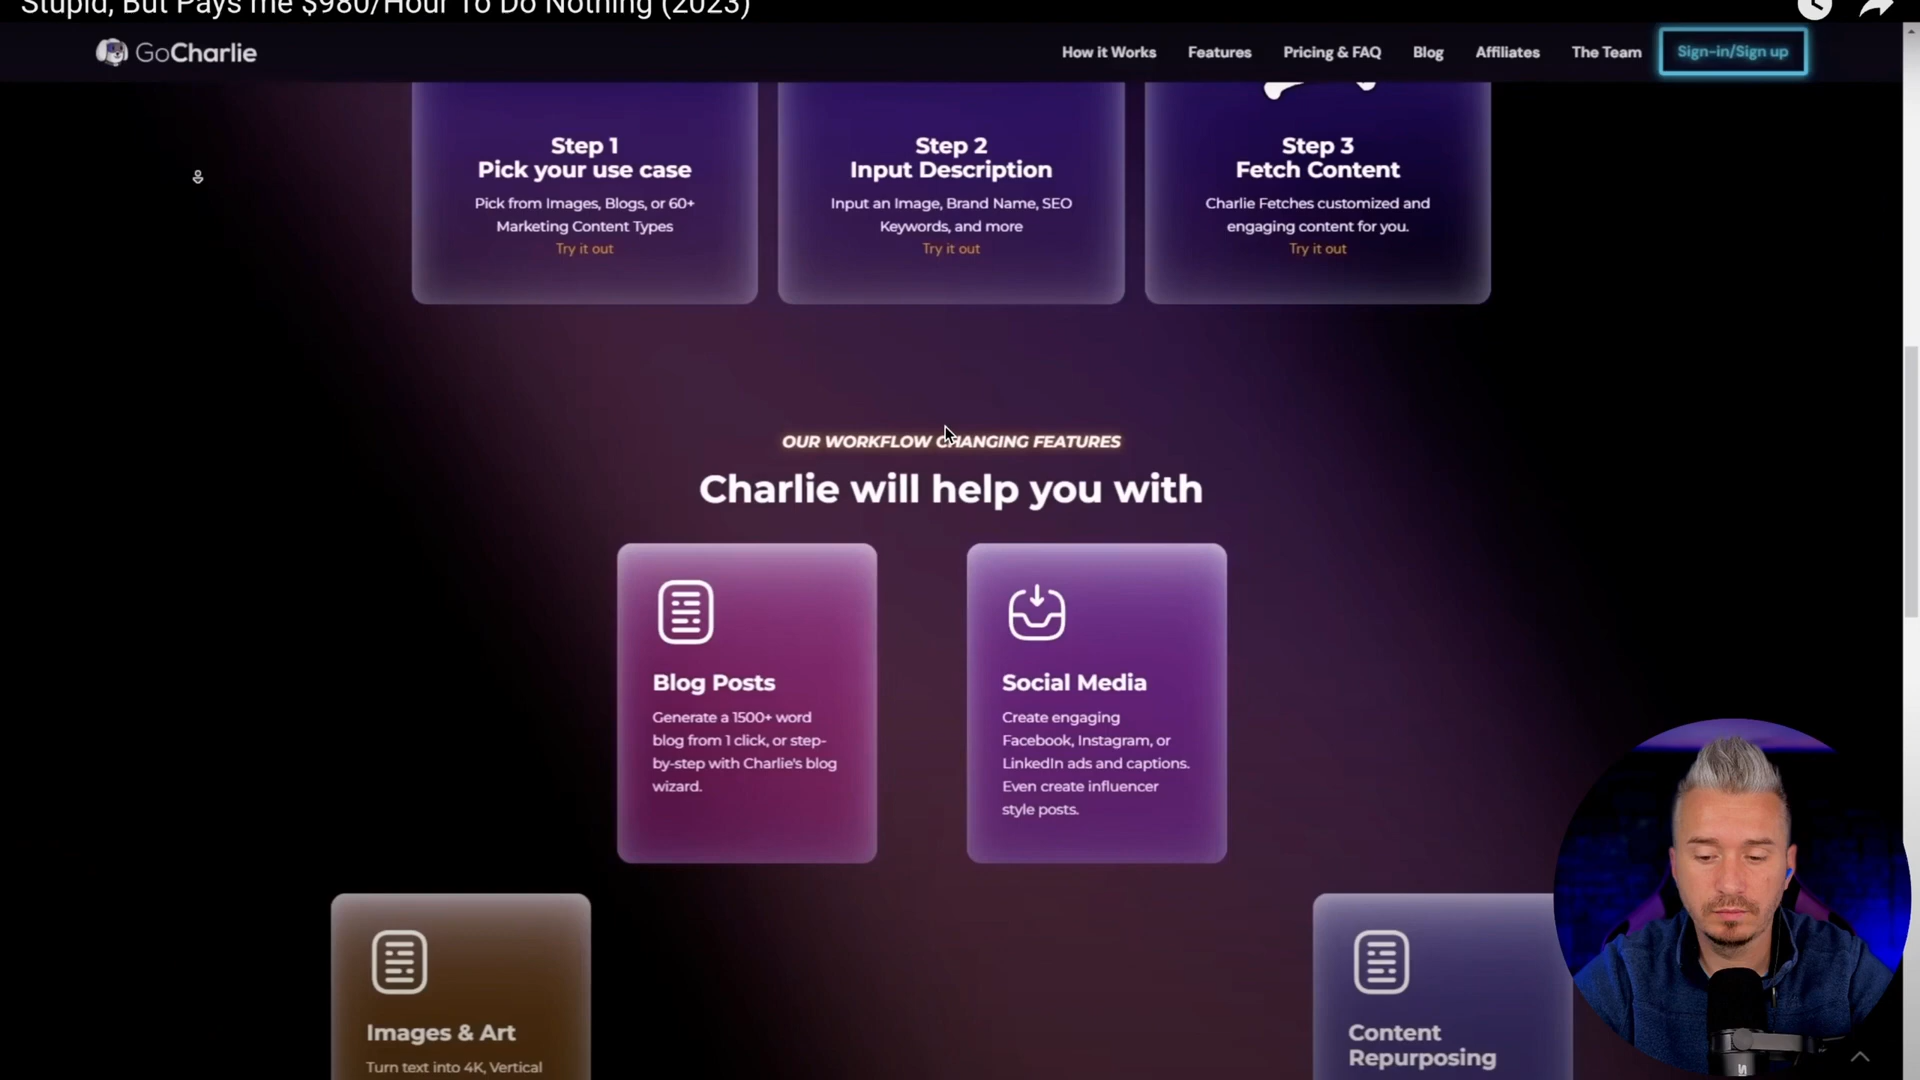 Stupid, But Pays me $980/Hour To Do Nothing (2023)
GoCharlie
How it Works
Features
Pricing & FAQ
Blog
Affiliates
The Team
Sign-in/Sign up
Step 1
Pick your use case
Pick from Images, Blogs, or 60+
Marketing Content Types
Try it out
Step 2
Input Description
Input an Image, Brand Name, SEO
Keywords, and more
Try it out
Step 3
Fetch Content
Charlie Fetches customized and
engaging content for you.
Try it out
OUR WORKFLOW CHANGING FEATURES
Charlie will help you with
Blog Posts
Generate a 1500+ word
blog from 1 click, or step-
by-step with Charlie's blog
wizard.
Social Media
Create engaging
Facebook, Instagram, or
LinkedIn ads and captions.
Even create influencer
style posts.
Images & Art
Turn text into 4K, Vertical
Content
Repurposing